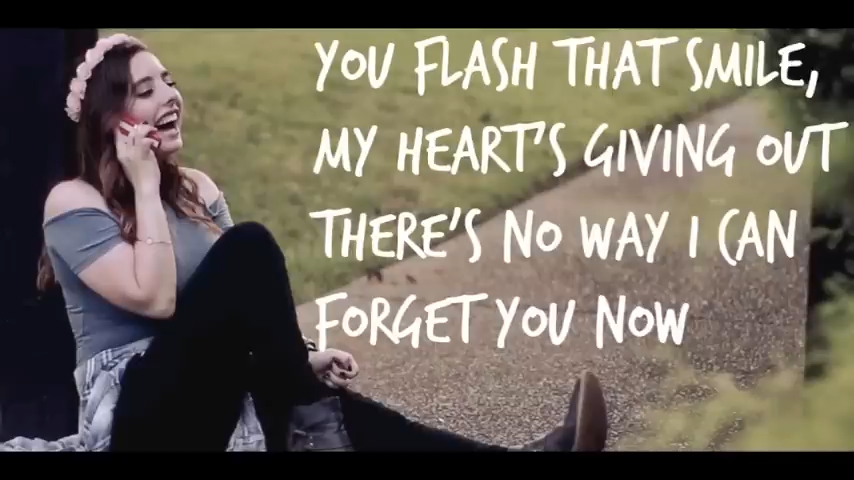 YOU FLASH THAT SMILE,
MY HEART'S GIVING OUT
THERE'S NO WAY I CAN
FORGET YOU NOW